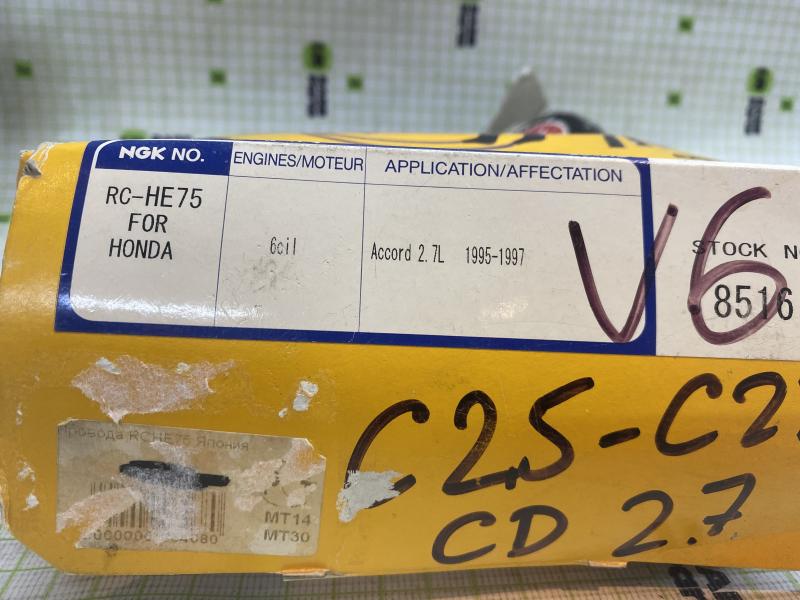 NGK NO.
ENGINES/MOTEUR
APPLICATION/AFFECTATION
RC-HE75
FOR
HONDA
6cil
Accord 2.7L 1995-1997
V6
STOCK
8516
C25-C2
CD 2.7
RCHE75 Япония
MT14
MT30